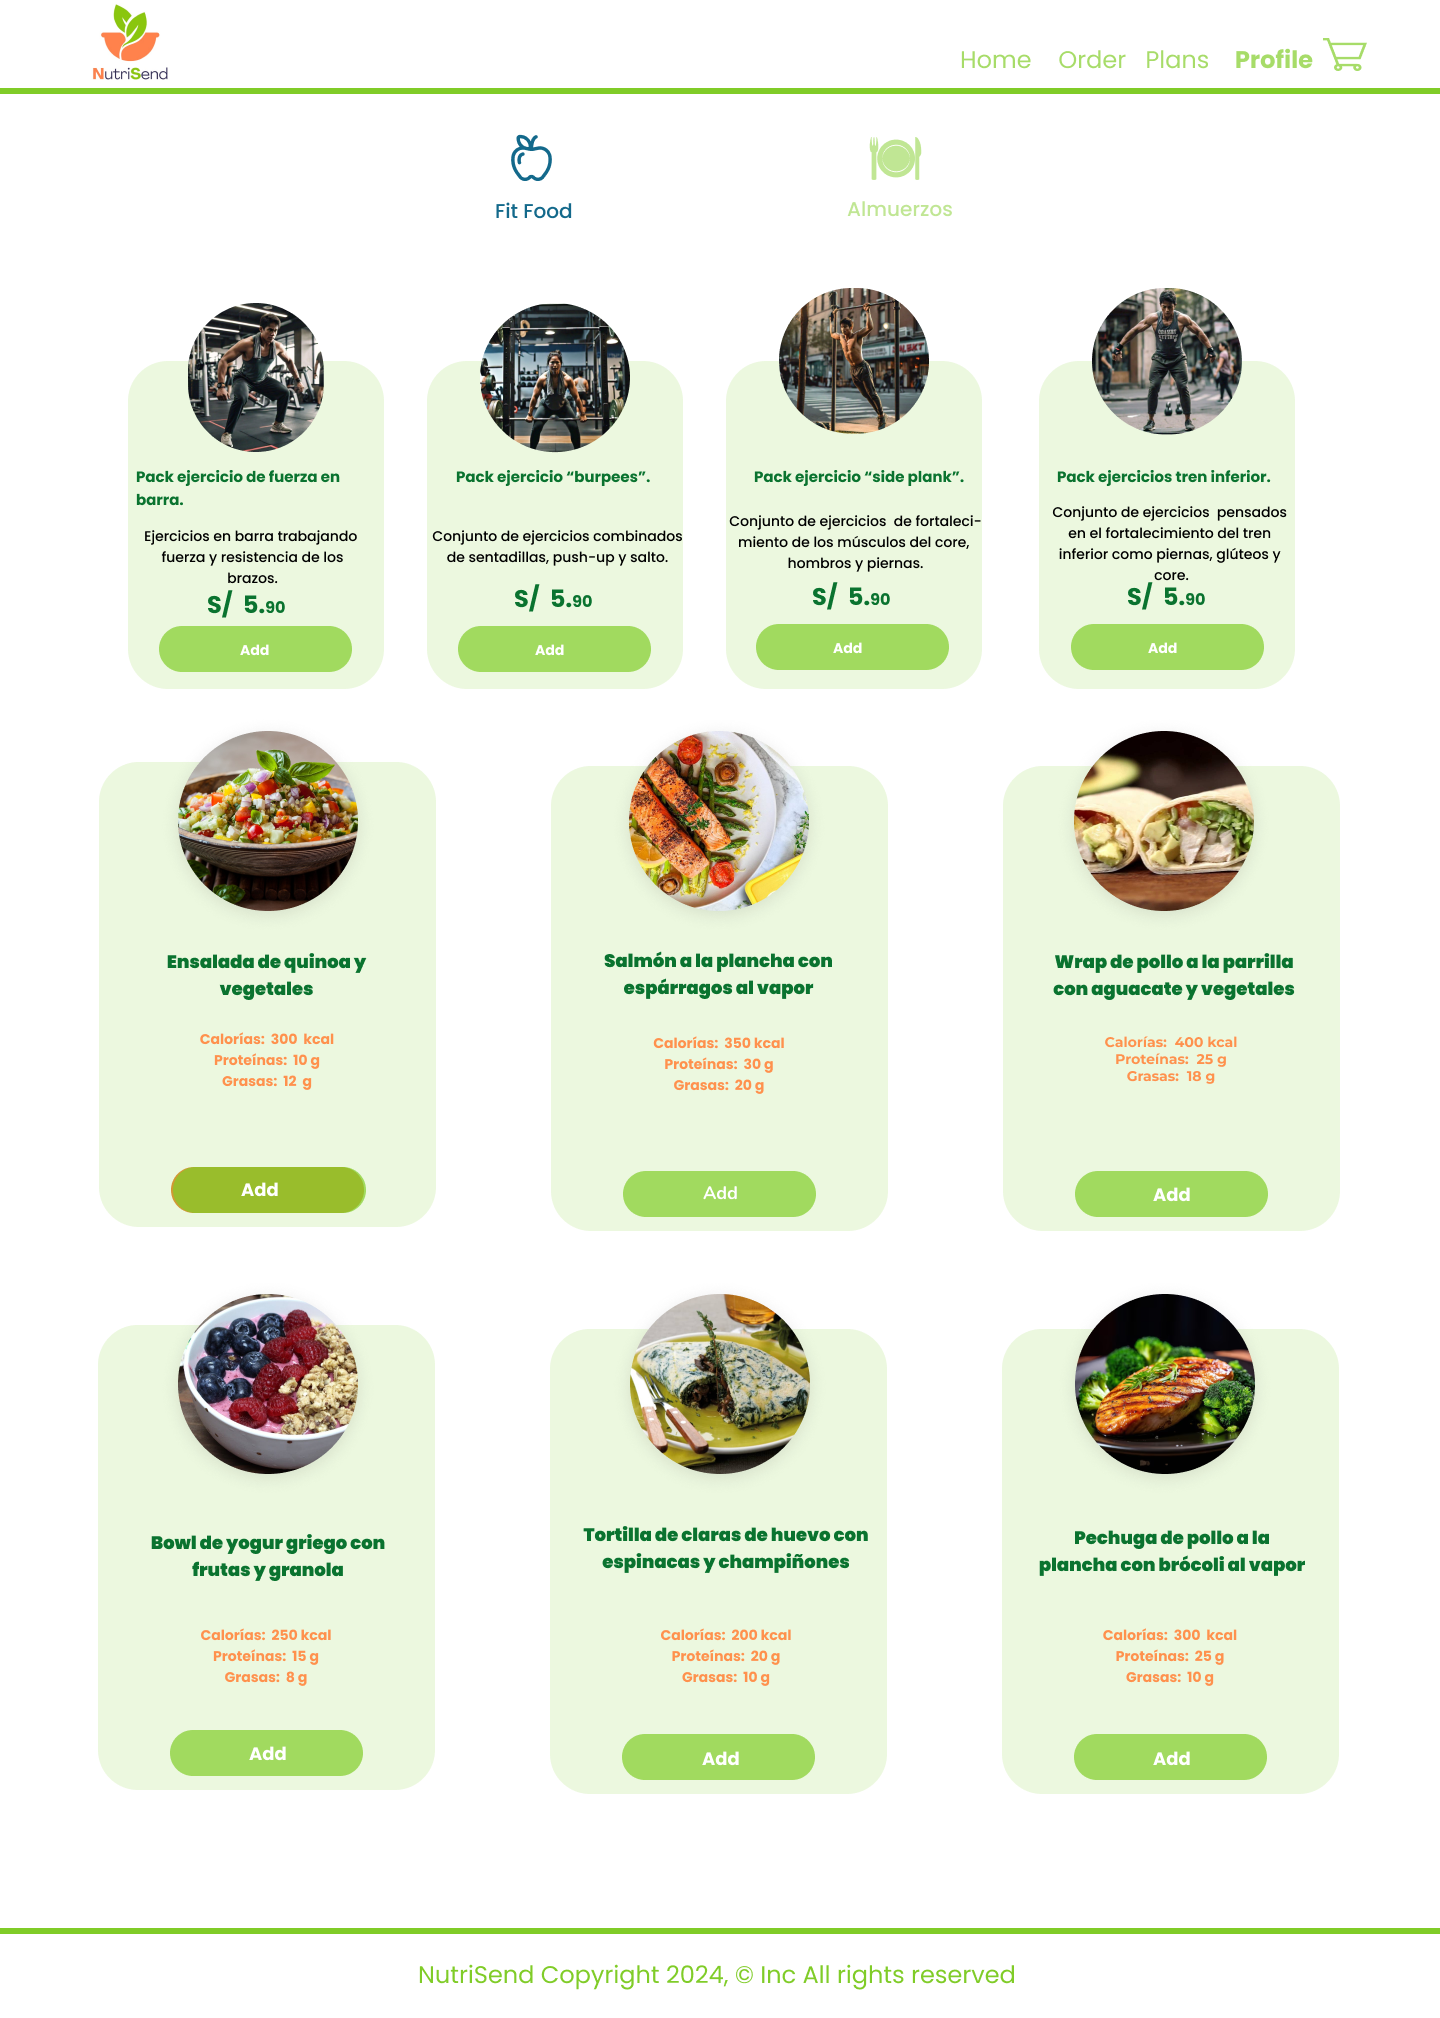 NutriSend
Home Order Plans Profile
Fit Food
Almuerzos
Pack ejercicio de fuerza en
barra.
Ejercicios en barra trabajando
fuerza y resistencia de los
brazos.
S/ 5.90
Add
Pack ejercicio “burpees”.
Conjunto de ejercicios combinados
de sentadillas, push-up y salto.
S/ 5.90
Add
Pack ejercicio “side plank”.
Conjunto de ejercicios de fortaleci-
miento de los músculos del core,
hombros y piernas.
S/ 5.90
Add
Pack ejercicios tren inferior.
Conjunto de ejercicios pensados
en el fortalecimiento del tren
inferior como piernas, glúteos y
core.
S/ 5.90
Add
Ensalada de quinoa y
vegetales
Calorías: 300 kcal
Proteínas: 10 g
Grasas: 12 g
Add
Salmón a la plancha con
espárragos al vapor
Calorías: 350 kcal
Proteínas: 30 g
Grasas: 20 g
Add
Wrap de pollo a la parrilla
con aguacate y vegetales
Calorías: 400 kcal
Proteínas: 25 g
Grasas: 18 g
Add
Bowl de yogur griego con
frutas y granola
Calorías: 250 kcal
Proteínas: 15 g
Grasas: 8 g
Add
Tortilla de claras de huevo con
espinacas y champiñones
Calorías: 200 kcal
Proteínas: 20 g
Grasas: 10 g
Add
Pechuga de pollo a la
plancha con brócoli al vapor
Calorías: 300 kcal
Proteínas: 25 g
Grasas: 10 g
Add
NutriSend Copyright 2024, © Inc All rights reserved